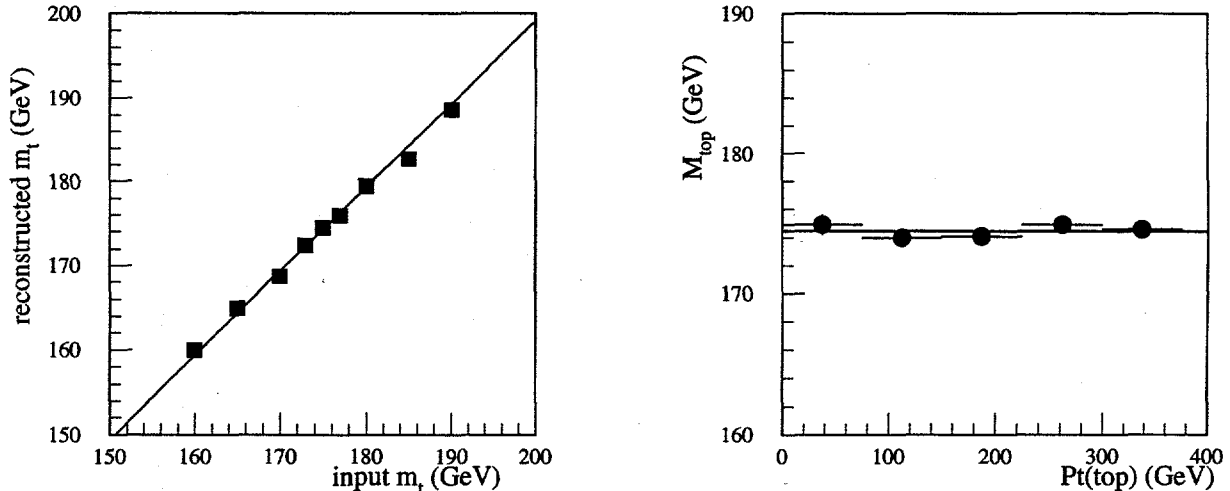 reconstructed m_t (GeV)
200
190
180
170
160
150
150 160 170 180 190 200
input m_t (GeV)
M_top (GeV)
190
180
170
160
0 100 200 300 400
Pt(top) (GeV)